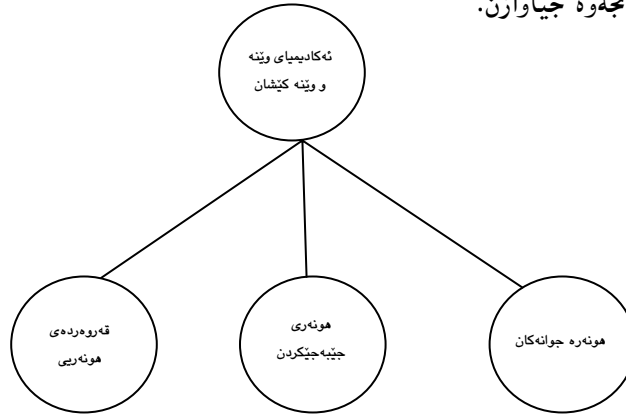 جیاوازن.
ئەکادیمیای وێنە
و وێنە کێشان
هونەرە جوانەکان
هونەری
جێبەجێکردن
قەروەردەی
هونەریی